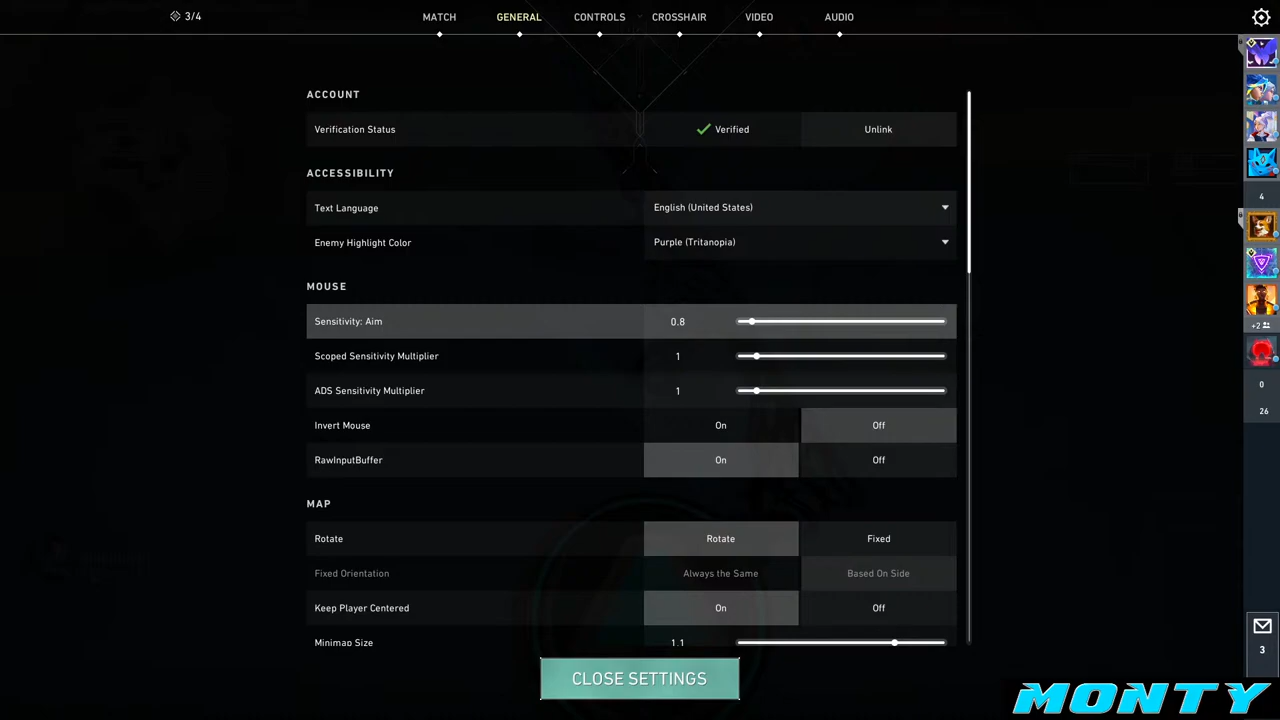 3/4
MATCH GENERAL CONTROLS CROSSHAIR VIDEO AUDIO
ACCOUNT
Verification Status Verified Unlink
ACCESSIBILITY
Text Language English (United States)
Enemy Highlight Color Purple (Tritanopia)
MOUSE
Sensitivity: Aim 0.8
Scoped Sensitivity Multiplier 1
ADS Sensitivity Multiplier 1
Invert Mouse On Off
RawInputBuffer On Off
MAP
Rotate Rotate Fixed
Fixed Orientation Always the Same Based On Side
Keep Player Centered On Off
Minimap Size 1.1
CLOSE SETTINGS
4
+2
0
26
3
MONTY